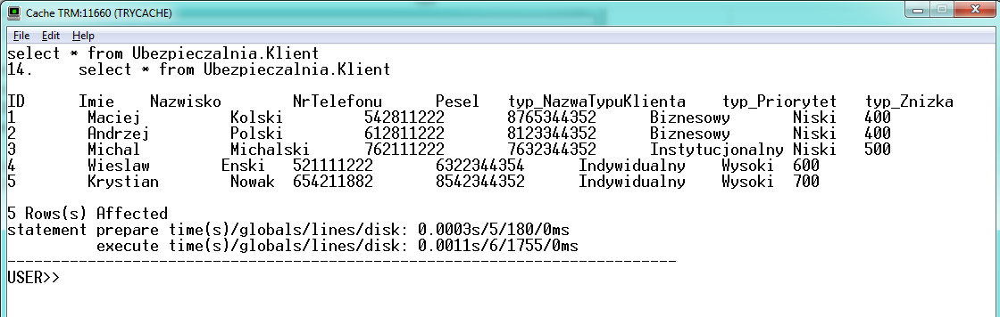 Cache TRM:11660 (TRYCACHE)
File Edit Help
select * from Ubezpieczalnia.Klient
14.     select * from Ubezpieczalnia.Klient
ID      Imie    Nazwisko        NrTelefonu      Pesel   typ_NazwaTypuKlienta    typ_Priorytet   typ_Znizka
1        Maciej          Kolski         542811222       8765344352      Biznesowy       Niski   400
2        Andrzej         Polski         612811222       8123344352      Biznesowy       Niski   400
3        Michal          Michalski      762111222       7632344352      Instytucjonalny Niski   500
4        Wieslaw        Enski   521111222       6322344354      Indywidualny    Wysoki  600
5        Krystian        Nowak  654211882       8542344352      Indywidualny    Wysoki  700
5 Rows(s) Affected
statement prepare time(s)/globals/lines/disk: 0.0003s/5/180/0ms
          execute time(s)/globals/lines/disk: 0.0011s/6/1755/0ms
---------------------------------------------------------------------------
USER>>